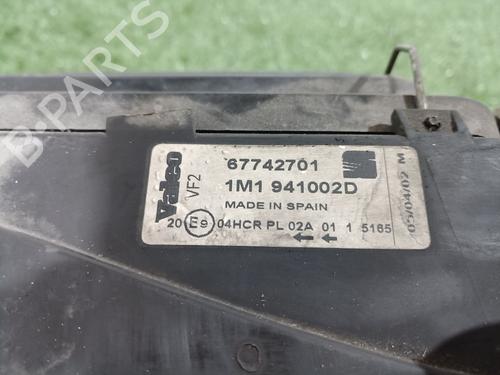 B-PARTS
Valeo
VF2
67742701
1M1 941002D
MADE IN SPAIN
20 E9 04HCR PL 02A 01 1 5165
05/04/02 M